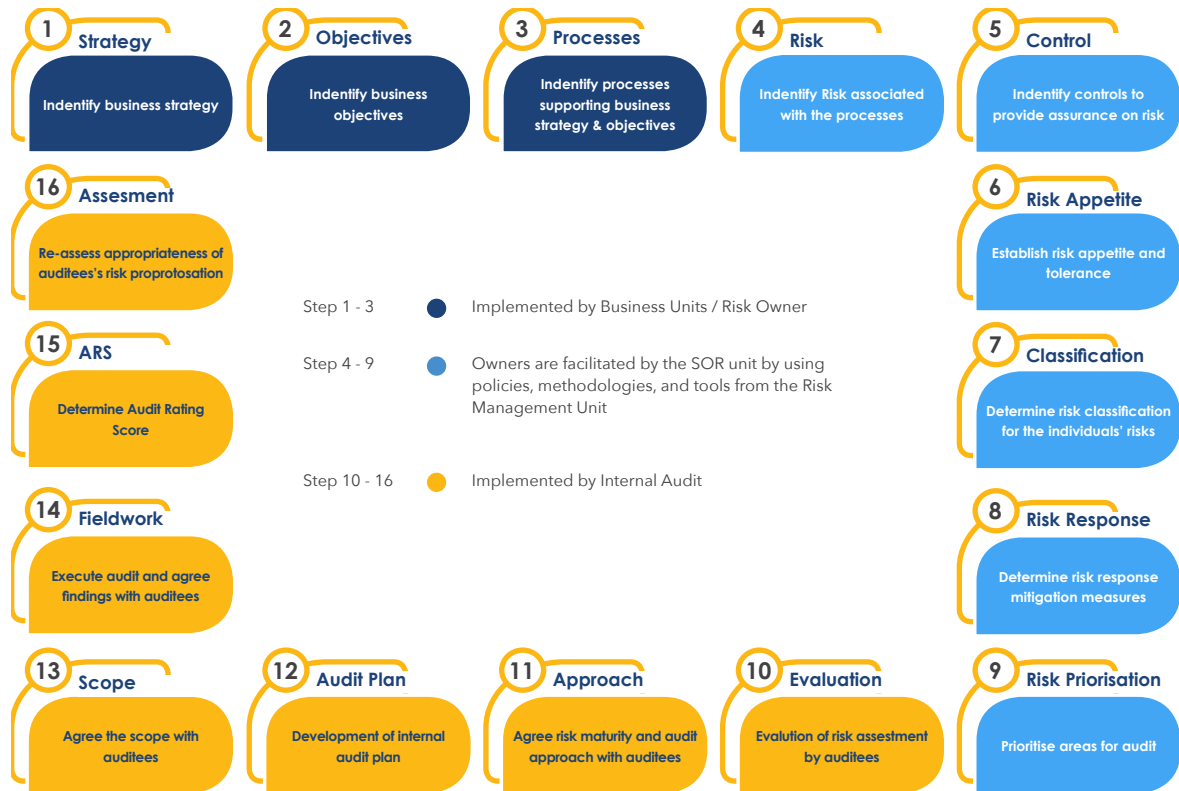 1
Strategy
Indentify business strategy
2
Objectives
Indentify business
objectives
3
Processes
Indentify processes
supporting business
strategy & objectives
4
Risk
Indentify Risk associated
with the processes
5
Control
Indentify controls to
provide assurance on risk
16
Assesment
Re-assess appropriateness of
auditees's risk proprotosation
6
Risk Appetite
Establish risk appetite and
tolerance
Step 1 - 3
Implemented by Business Units / Risk Owner
Step 4 - 9
Owners are facilitated by the SOR unit by using
policies, methodologies, and tools from the Risk
Management Unit
Step 10 - 16
Implemented by Internal Audit
15
ARS
Determine Audit Rating
Score
7
Classification
Determine risk classification
for the individuals' risks
14
Fieldwork
Execute audit and agree
findings with auditees
8
Risk Response
Determine risk response
mitigation measures
13
Scope
Agree the scope with
auditees
12
Audit Plan
Development of internal
audit plan
11
Approach
Agree risk maturity and audit
approach with auditees
10
Evaluation
Evalution of risk assestment
by auditees
9
Risk Priorisation
Prioritise areas for audit